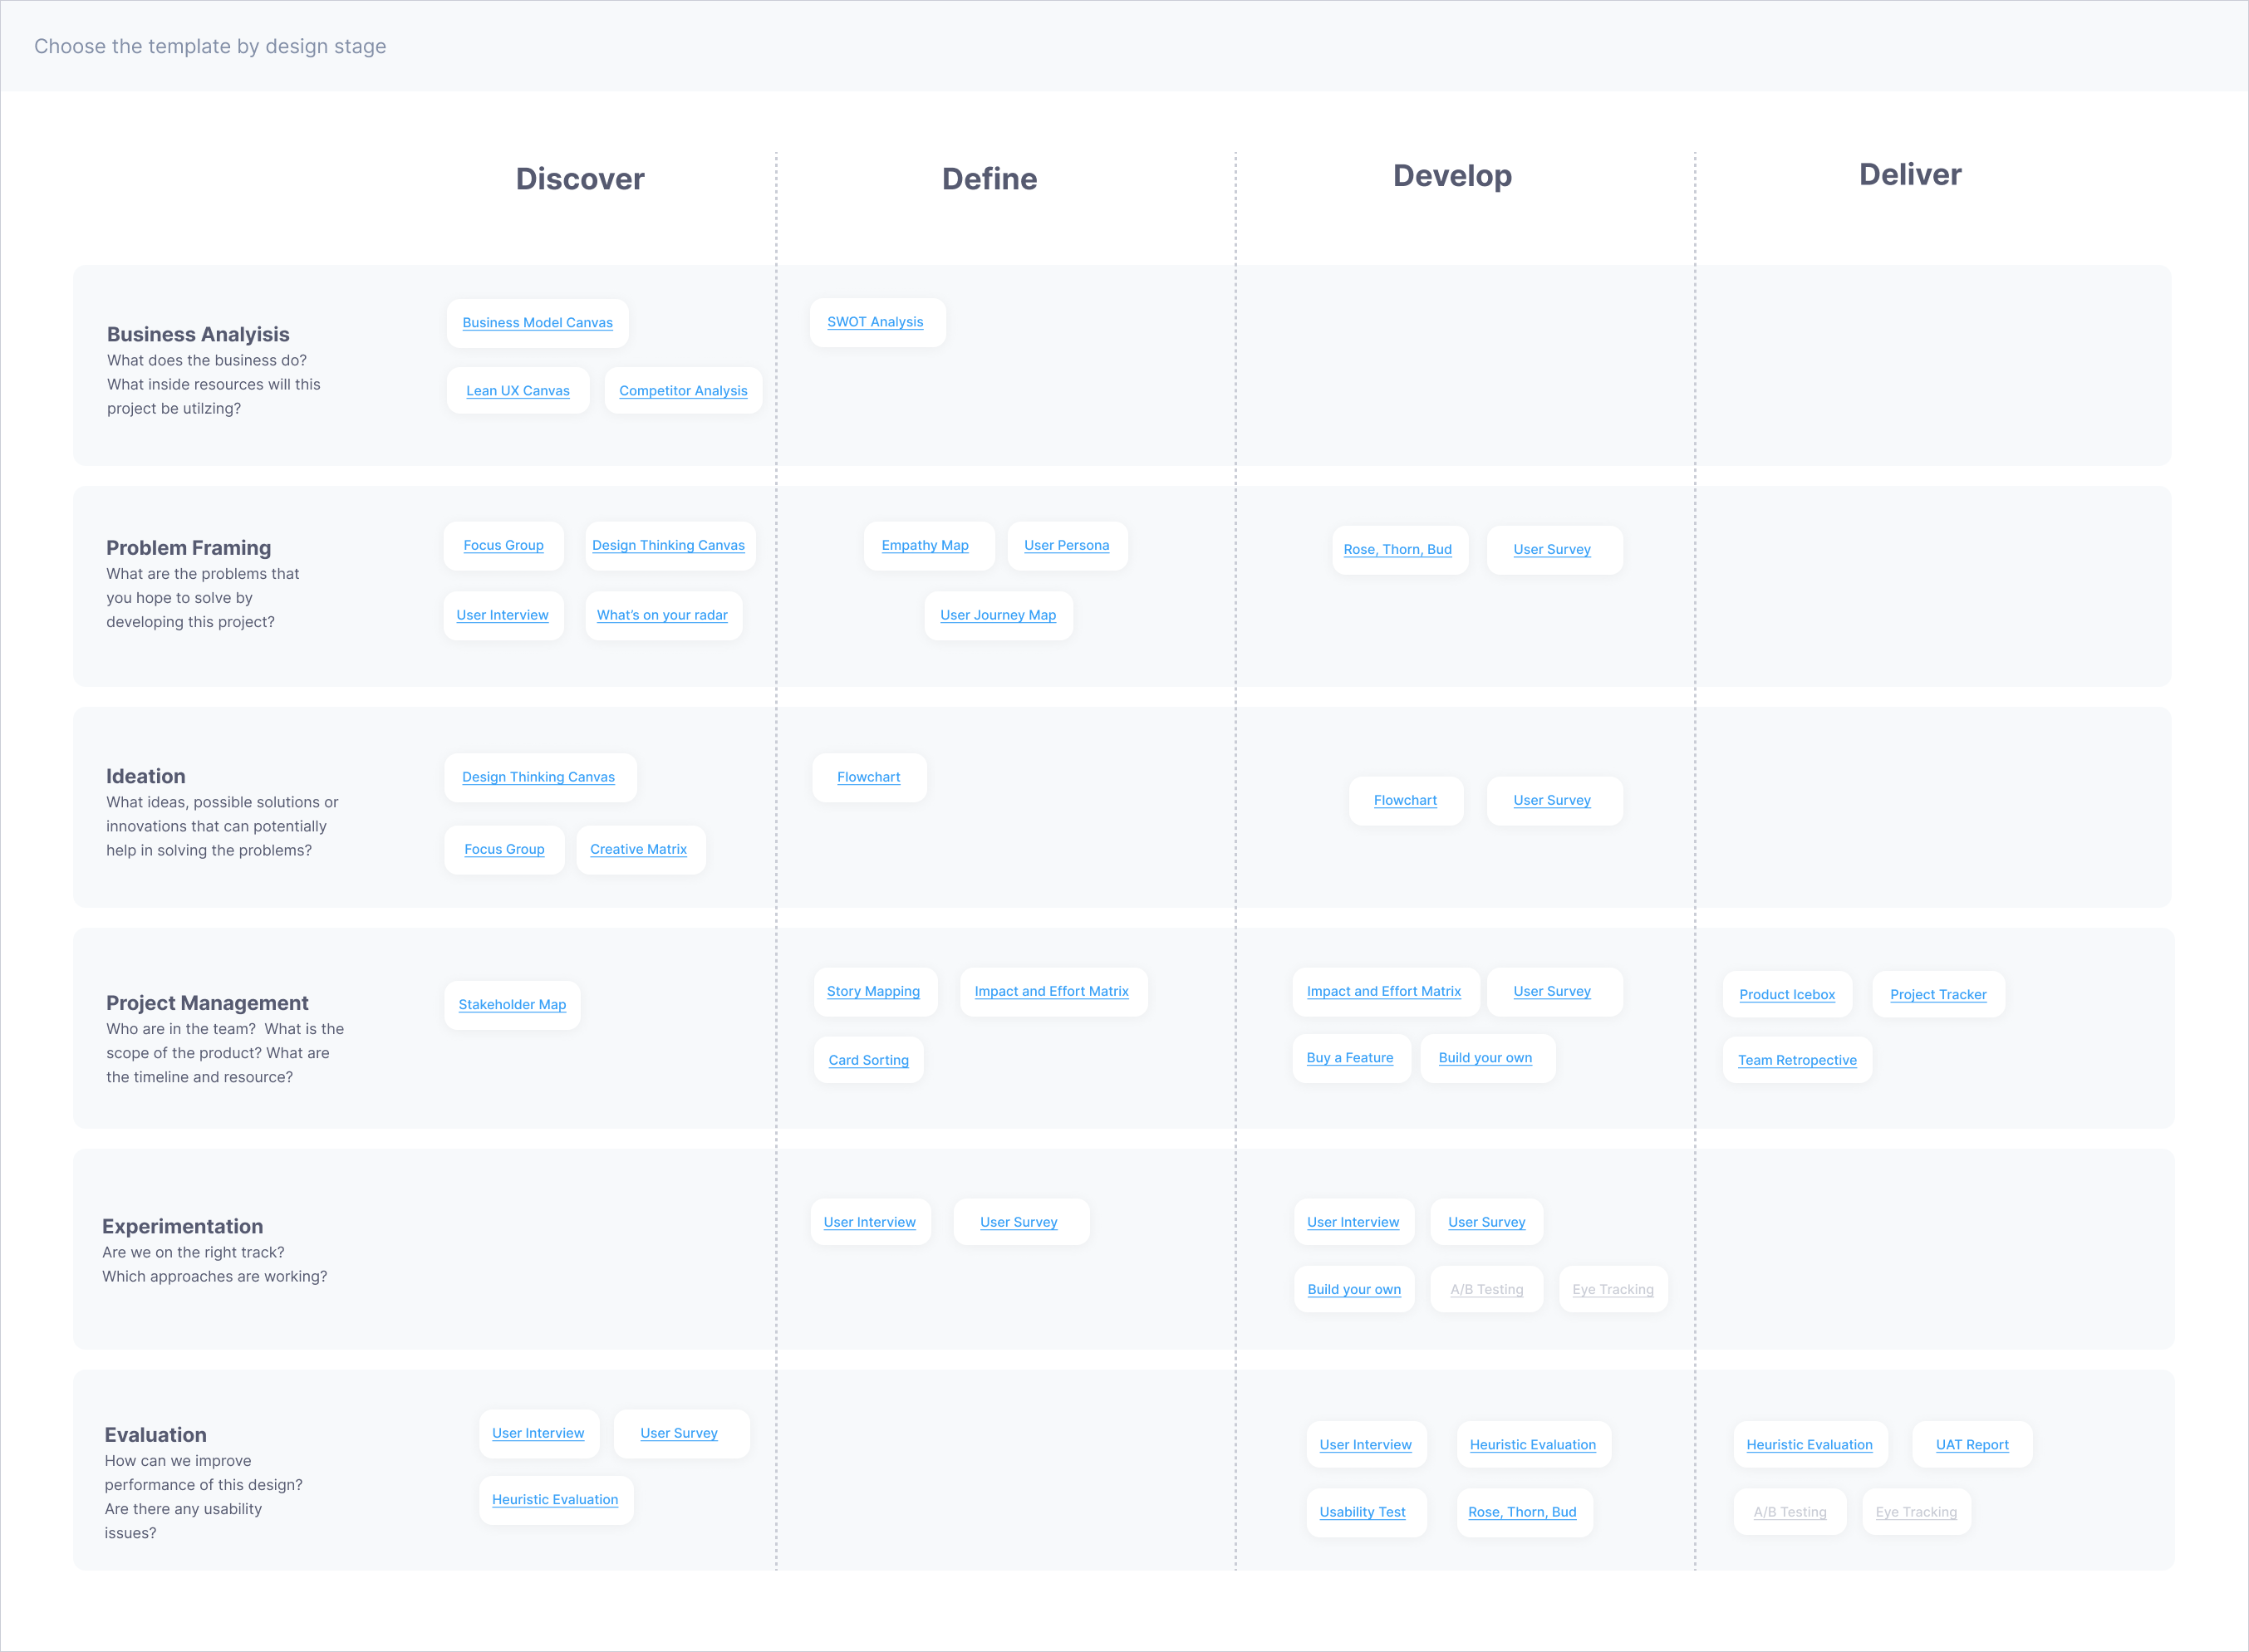 Choose the template by design stage
Discover
Define
Develop
Deliver
Business Analyisis
What does the business do?
What inside resources will this
project be utilzing?
Business Model Canvas
Lean UX Canvas
Competitor Analysis
SWOT Analysis
Problem Framing
What are the problems that
you hope to solve by
developing this project?
Focus Group
Design Thinking Canvas
User Interview
What’s on your radar
Empathy Map
User Persona
User Journey Map
Rose, Thorn, Bud
User Survey
Ideation
What ideas, possible solutions or
innovations that can potentially
help in solving the problems?
Design Thinking Canvas
Focus Group
Creative Matrix
Flowchart
Flowchart
User Survey
Project Management
Who are in the team?  What is the
scope of the product? What are
the timeline and resource?
Stakeholder Map
Story Mapping
Impact and Effort Matrix
Card Sorting
Impact and Effort Matrix
User Survey
Buy a Feature
Build your own
Product Icebox
Project Tracker
Team Retropective
Experimentation
Are we on the right track?
Which approaches are working?
User Interview
User Survey
User Interview
User Survey
Build your own
A/B Testing
Eye Tracking
Evaluation
How can we improve
performance of this design?
Are there any usability
issues?
User Interview
User Survey
Heuristic Evaluation
User Interview
Heuristic Evaluation
Usability Test
Rose, Thorn, Bud
Heuristic Evaluation
UAT Report
A/B Testing
Eye Tracking